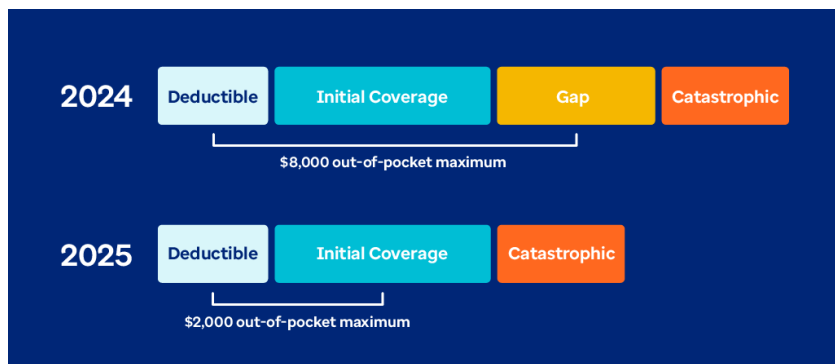 2024 Deductible Initial Coverage Gap Catastrophic
$8,000 out-of-pocket maximum
2025 Deductible Initial Coverage Catastrophic
$2,000 out-of-pocket maximum